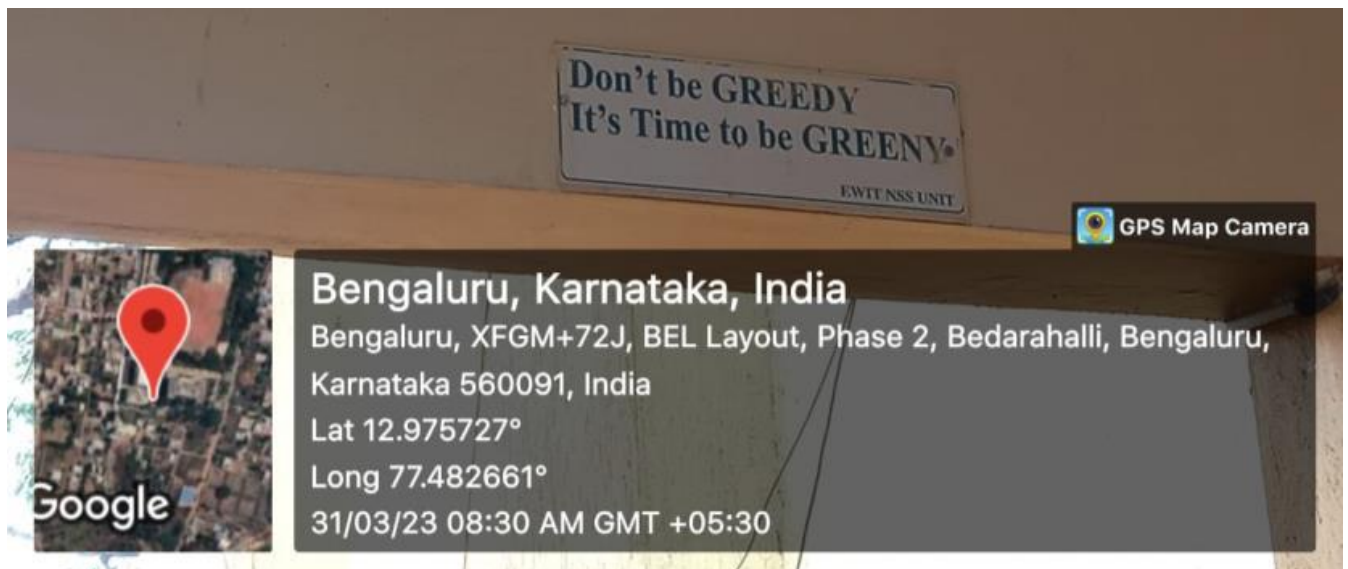 Don't be GREEDY
It's Time to be GREENY
EWIT NSS UNIT
GPS Map Camera
Bengaluru, Karnataka, India
Bengaluru, XFGM+72J, BEL Layout, Phase 2, Bedarahalli, Bengaluru,
Karnataka 560091, India
Lat 12.975727°
Long 77.482661°
31/03/23 08:30 AM GMT +05:30
Google